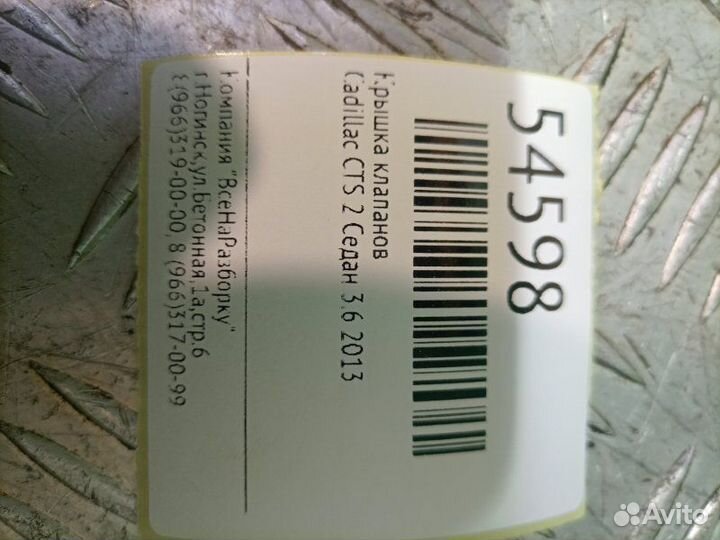 54598
Крышка клапанов
Cadillac CTS 2 Седан 3.6 2013
Компания "ВсеНаРазборку"
г.Ногинск,ул.Бетонная,1а,стр.6
8(966)319-00-00, 8 (966)317-00-99
Avito